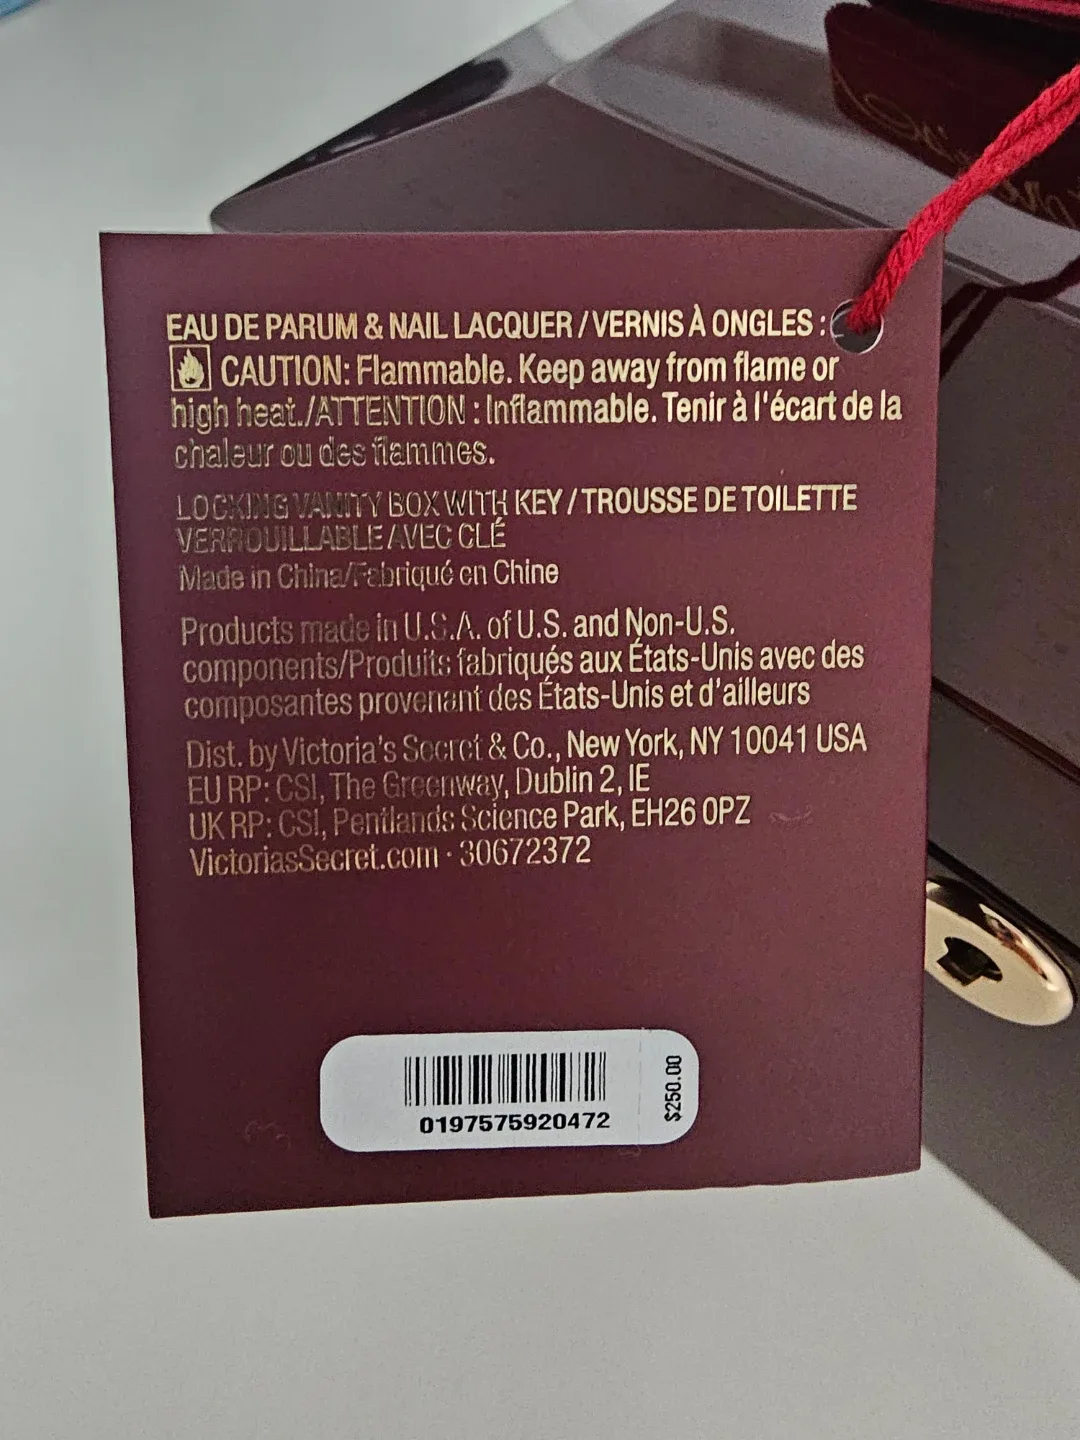 EAU DE PARUM & NAIL LACQUER / VERNIS À ONGLES :
CAUTION: Flammable. Keep away from flame or
high heat./ATTENTION : Inflammable. Tenir à l'écart de la
chaleur ou des flammes.
LOCKING VANITY BOX WITH KEY / TROUSSE DE TOILETTE
VERROUILLABLE AVEC CLÉ
Made in China/Fabriqué en Chine
Products made in U.S.A. of U.S. and Non-U.S.
components/Produits fabriqués aux États-Unis avec des
composantes provenant des États-Unis et d'ailleurs
Dist. by Victoria's Secret & Co., New York, NY 10041 USA
EU RP: CSI, The Greenway, Dublin 2, IE
UK RP: CSI, Pentlands Science Park, EH26 0PZ
VictoriasSecret.com · 30672372
0197575920472
$250.00